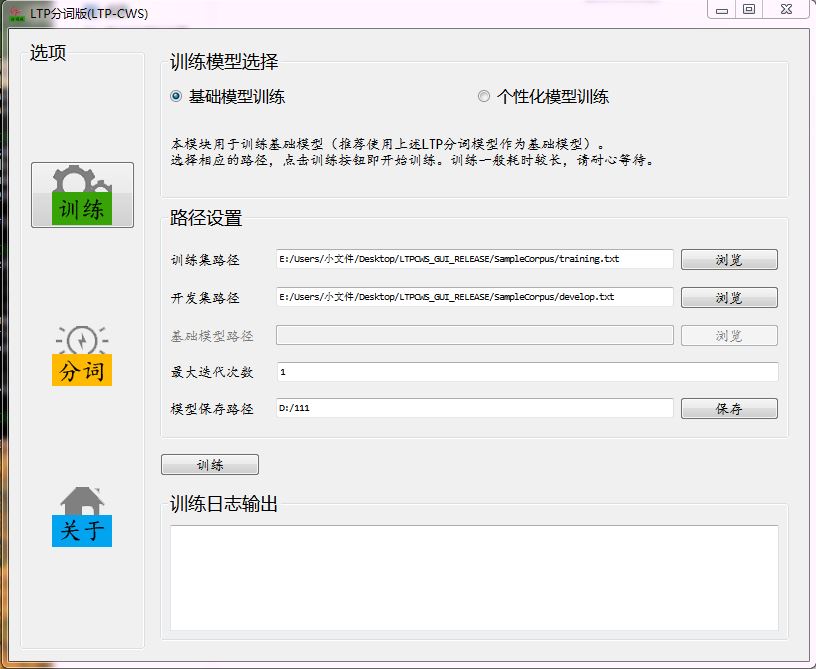 LTP分词版(LTP-CWS)
选项
训练
分词
关于
训练模型选择
基础模型训练
个性化模型训练
本模块用于训练基础模型（推荐使用上述LTP分词模型作为基础模型）。
选择相应的路径，点击训练按钮即开始训练。训练一般耗时较长，请耐心等待。
路径设置
训练集路径 E:/Users/小文件/Desktop/LTPCWS_GUI_RELEASE/SampleCorpus/training.txt 浏览
开发集路径 E:/Users/小文件/Desktop/LTPCWS_GUI_RELEASE/SampleCorpus/develop.txt 浏览
基础模型路径 浏览
最大迭代次数 1
模型保存路径 D:/111 保存
训练
训练日志输出